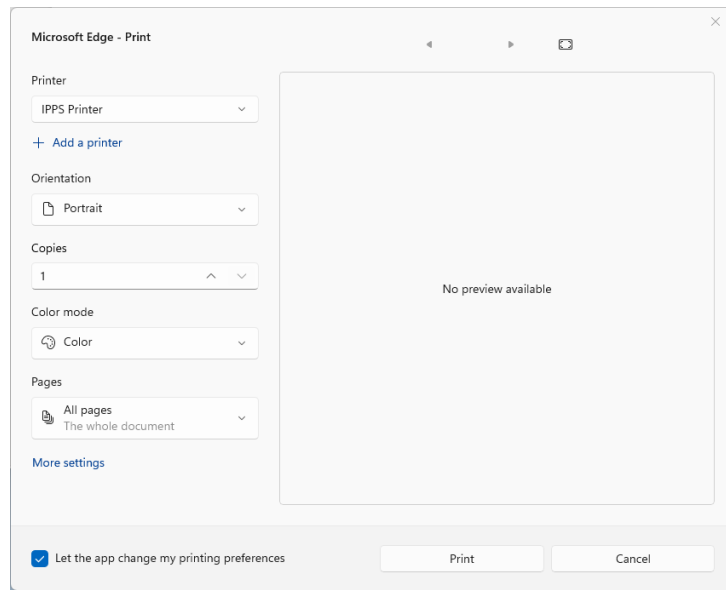 Microsoft Edge - Print
Printer
IPPS Printer
Add a printer
Orientation
Portrait
Copies
1
Color mode
Color
Pages
All pages
The whole document
More settings
No preview available
Let the app change my printing preferences
Print
Cancel